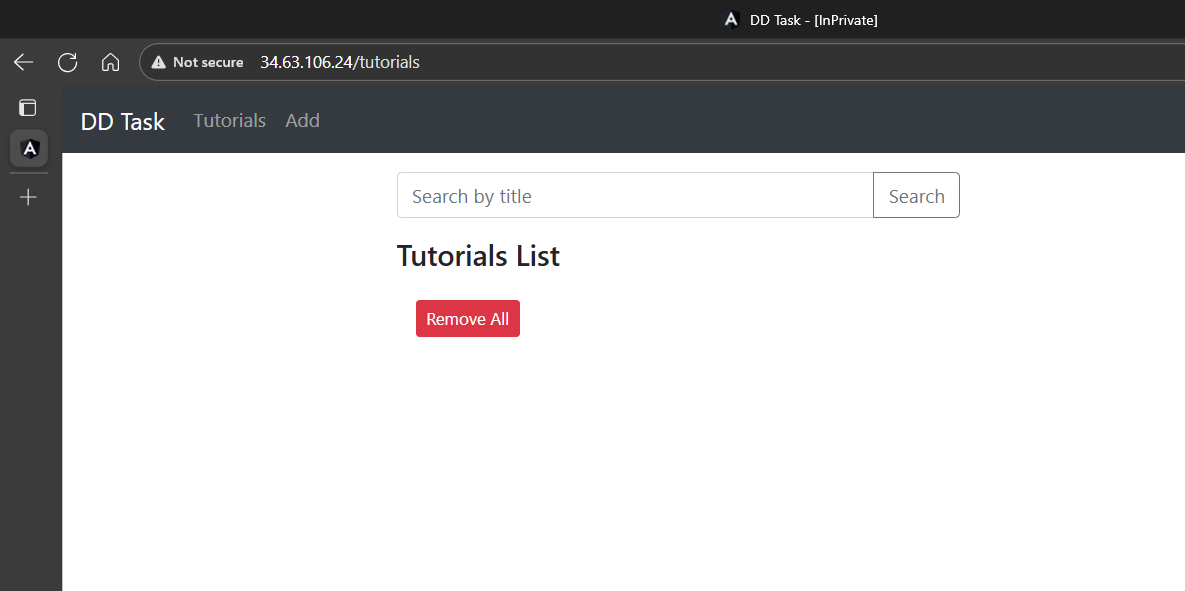 DD Task - [InPrivate]
Not secure 34.63.106.24/tutorials
DD Task Tutorials Add
Search by title Search
Tutorials List
Remove All